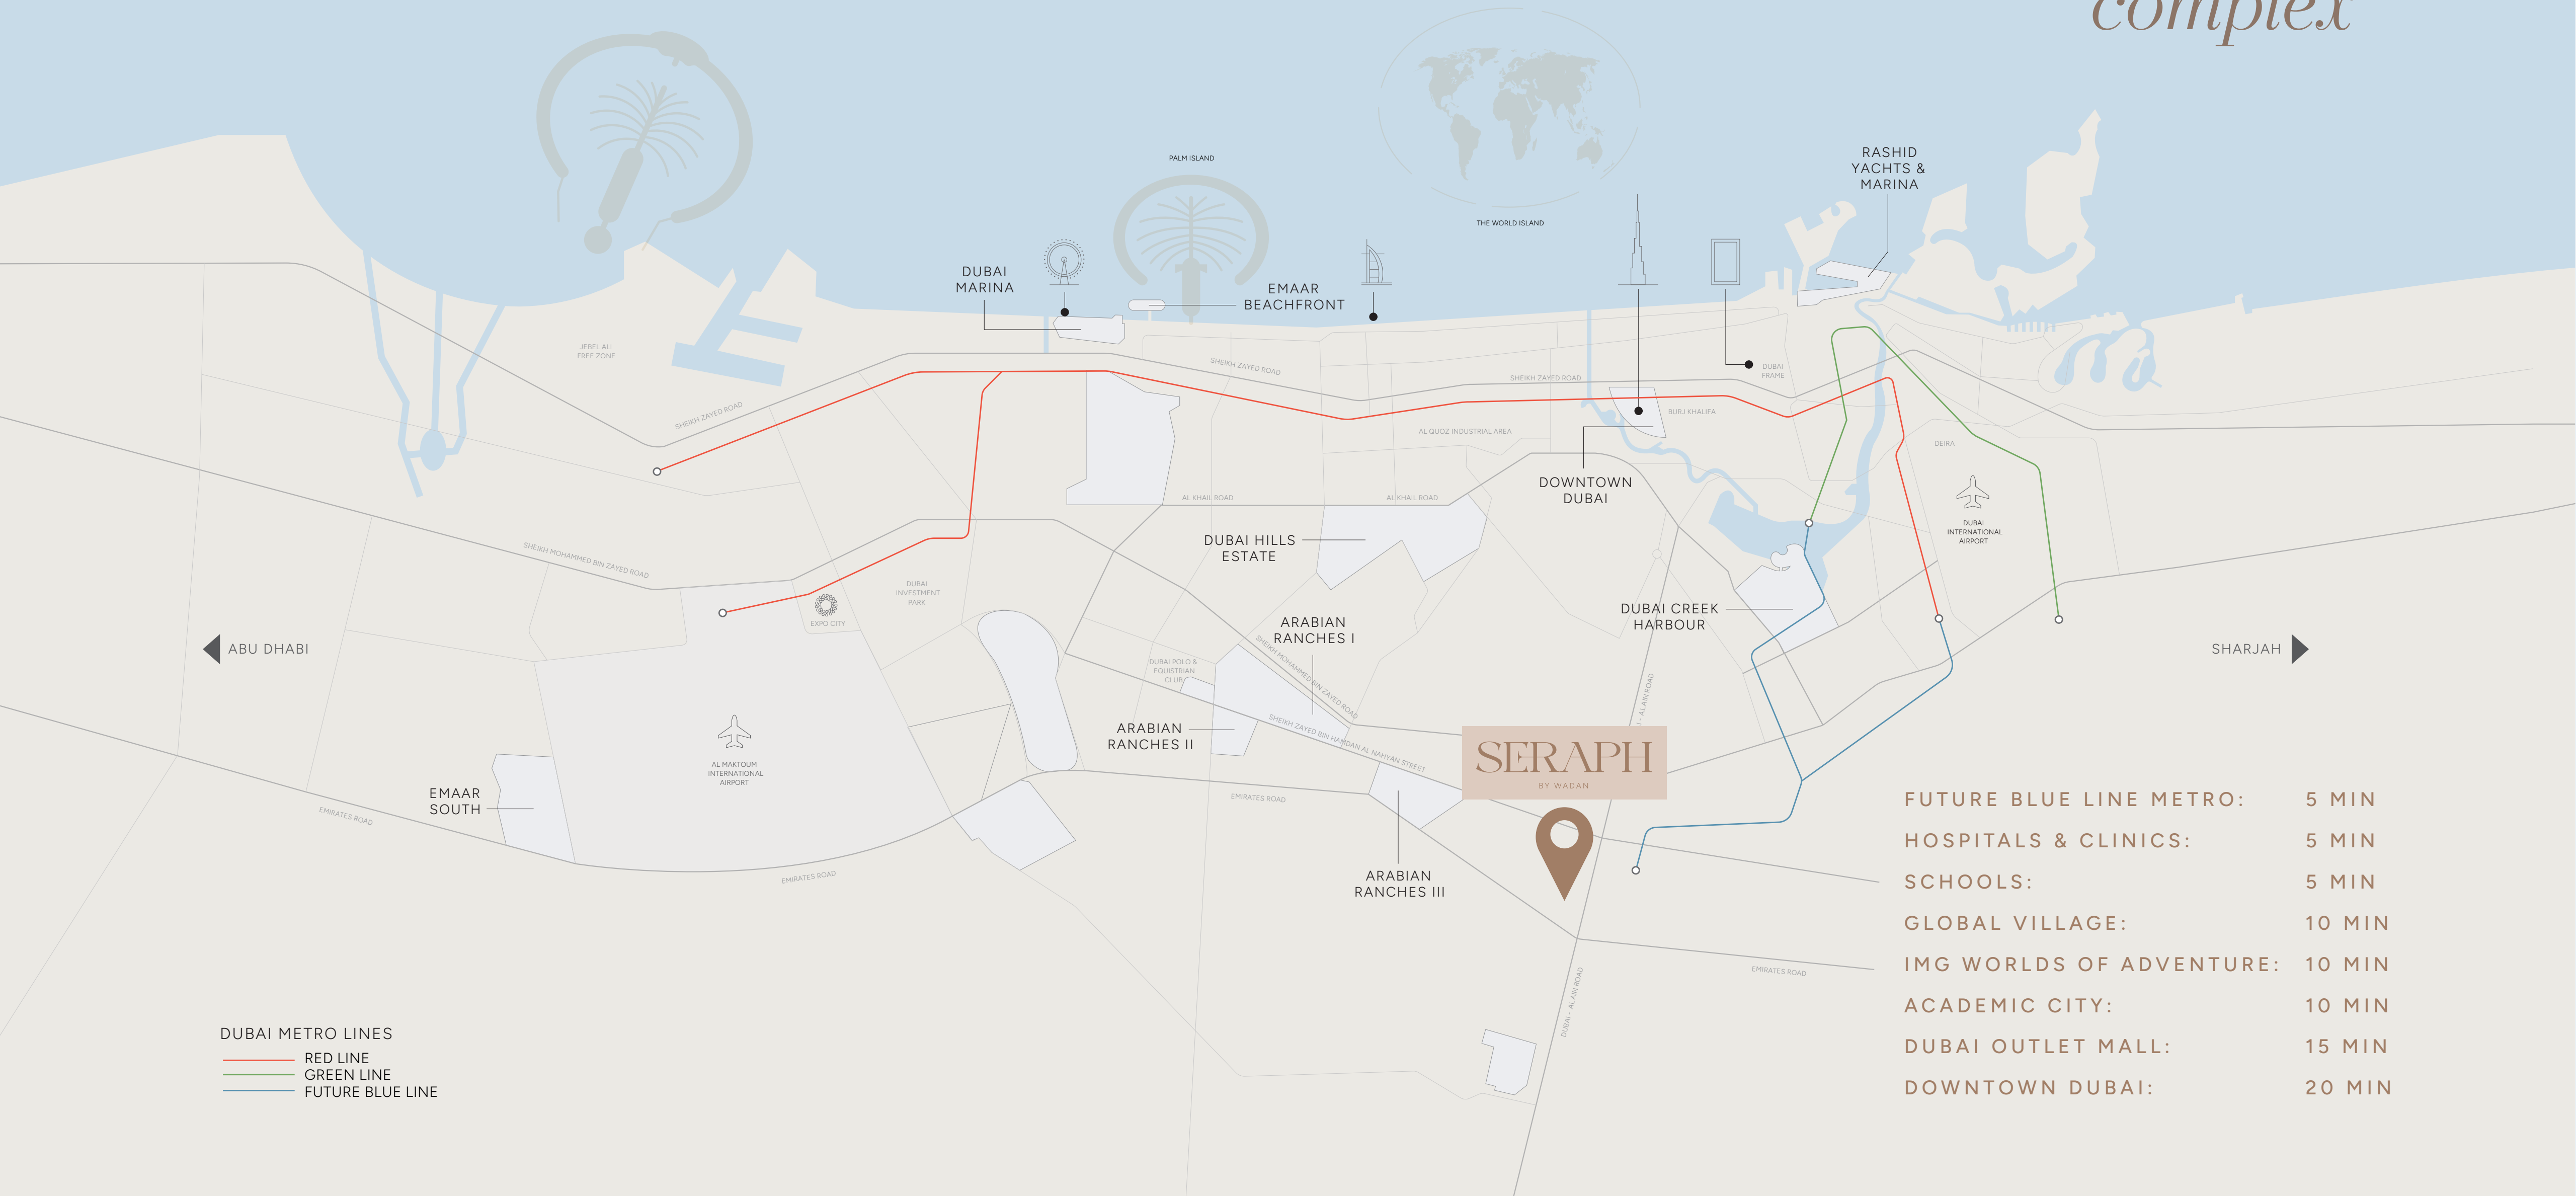 complex
PALM ISLAND
THE WORLD ISLAND
RASHID
YACHTS &
MARINA
DUBAI
MARINA
EMAAR
BEACHFRONT
JEBEL ALI
FREE ZONE
SHEIKH ZAYED ROAD
SHEIKH ZAYED ROAD
SHEIKH ZAYED ROAD
DUBAI
FRAME
BURJ KHALIFA
AL QUOZ INDUSTRIAL AREA
DEIRA
DOWNTOWN
DUBAI
AL KHAIL ROAD
AL KHAIL ROAD
DUBAI
INTERNATIONAL
AIRPORT
DUBAI HILLS
ESTATE
SHEIKH MOHAMMED BIN ZAYED ROAD
DUBAI
INVESTMENT
PARK
EXPO CITY
DUBAI CREEK
HARBOUR
ARABIAN
RANCHES I
ABU DHABI
SHARJAH
DUBAI POLO &
EQUISTRIAN
CLUB
SHEIKH MOHAMMED BIN ZAYED ROAD
SHEIKH ZAYED BIN HAMDAN AL NAHYAN STREET
ALAIN ROAD
ARABIAN
RANCHES II
SERAPH
BY WADAN
AL MAKTOUM
INTERNATIONAL
AIRPORT
EMAAR
SOUTH
EMIRATES ROAD
EMIRATES ROAD
EMIRATES ROAD
ARABIAN
RANCHES III
EMIRATES ROAD
DUBAI - AL AIN ROAD
FUTURE BLUE LINE METRO: 5 MIN
HOSPITALS & CLINICS: 5 MIN
SCHOOLS: 5 MIN
GLOBAL VILLAGE: 10 MIN
IMG WORLDS OF ADVENTURE: 10 MIN
ACADEMIC CITY: 10 MIN
DUBAI OUTLET MALL: 15 MIN
DOWNTOWN DUBAI: 20 MIN
DUBAI METRO LINES
RED LINE
GREEN LINE
FUTURE BLUE LINE